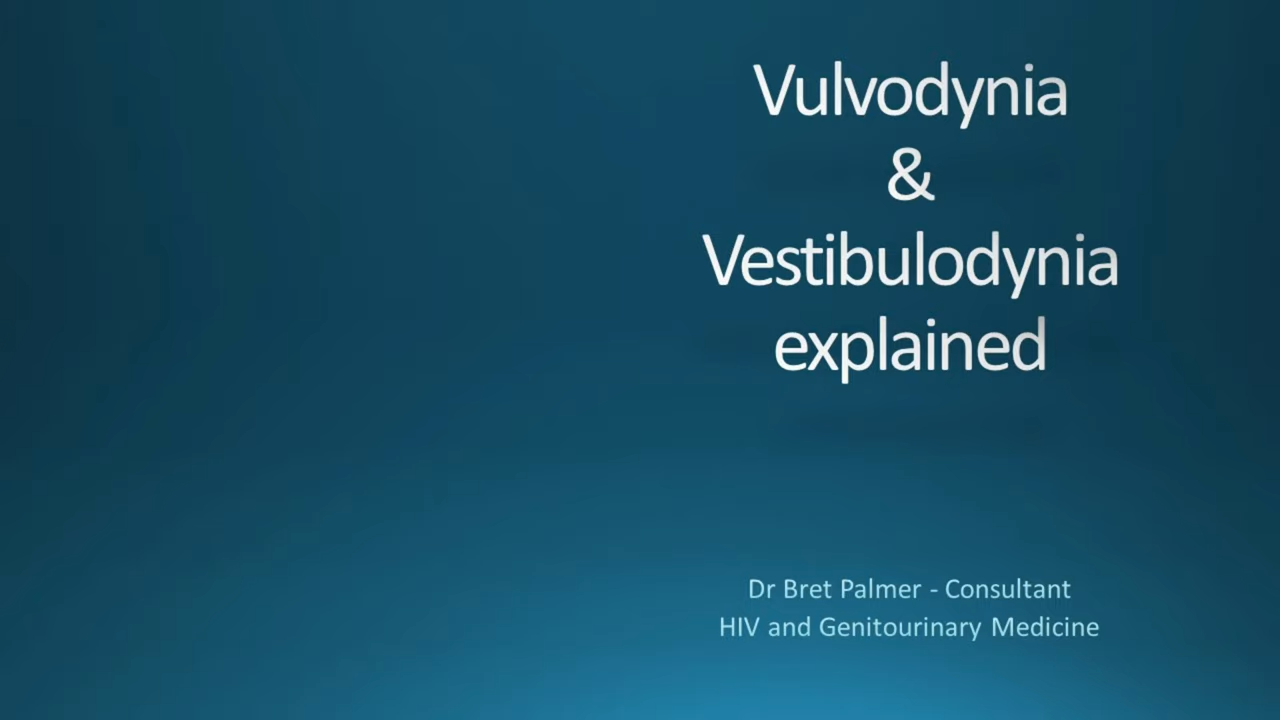 Vulvodynia
&
Vestibulodynia
explained
Dr Bret Palmer - Consultant
HIV and Genitourinary Medicine